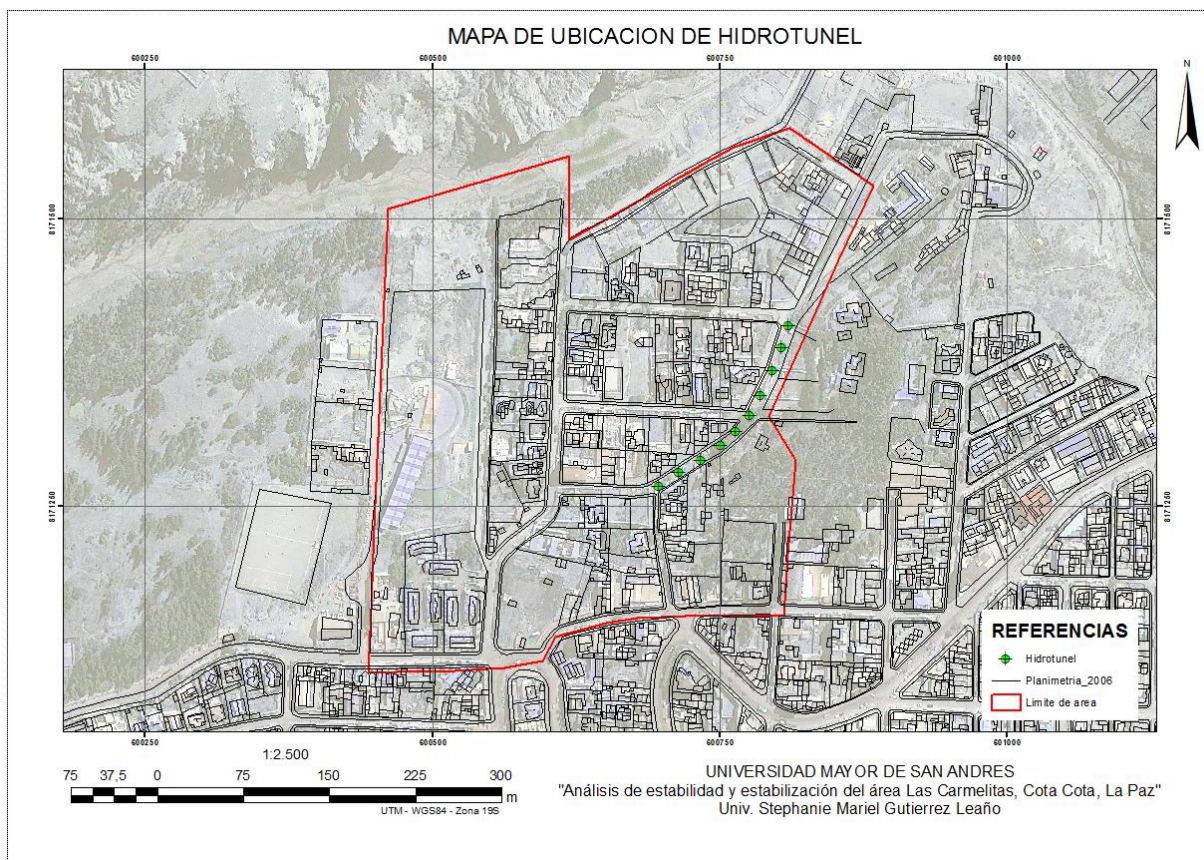 MAPA DE UBICACION DE HIDROTUNEL
600250 600500 600750 601000
N
8171500 8171500
8171250 8171250
REFERENCIAS
Hidrotunel
Planimetria_2006
Limite de area
600250 600500 600750 601000
1:2.500
75 37,5 0 75 150 225 300
m
UTM - WGS84 - Zona 19S
UNIVERSIDAD MAYOR DE SAN ANDRES
"Análisis de estabilidad y estabilización del área Las Carmelitas, Cota Cota, La Paz"
Univ. Stephanie Mariel Gutierrez Leaño